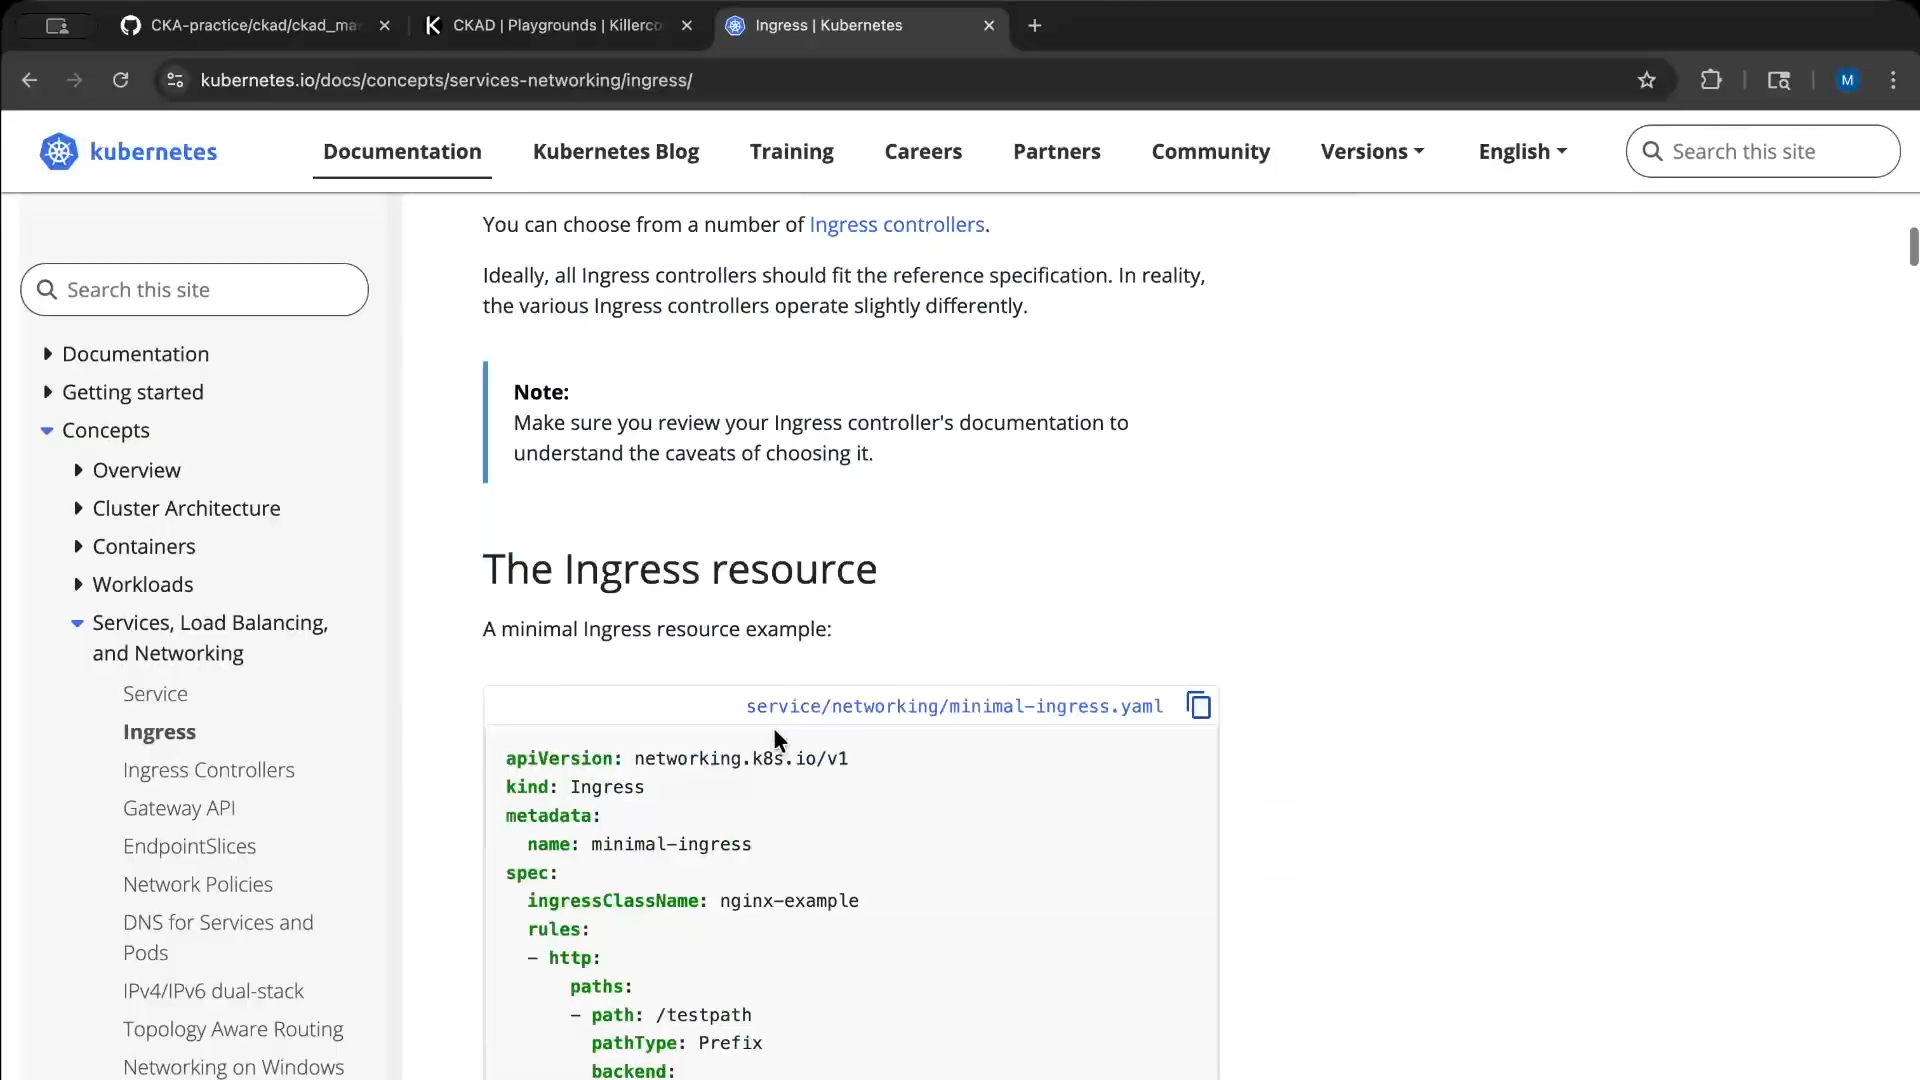 CKA-practice/ckad/ckad_ma
CKAD | Playgrounds | Killerco
Ingress | Kubernetes
kubernetes.io/docs/concepts/services-networking/ingress/
M
kubernetes
Documentation
Kubernetes Blog
Training
Careers
Partners
Community
Versions
English
Search this site
Search this site
Documentation
Getting started
Concepts
Overview
Cluster Architecture
Containers
Workloads
Services, Load Balancing,
and Networking
Service
Ingress
Ingress Controllers
Gateway API
EndpointSlices
Network Policies
DNS for Services and
Pods
IPv4/IPv6 dual-stack
Topology Aware Routing
Networking on Windows
You can choose from a number of Ingress controllers.
Ideally, all Ingress controllers should fit the reference specification. In reality,
the various Ingress controllers operate slightly differently.
Note:
Make sure you review your Ingress controller's documentation to
understand the caveats of choosing it.
The Ingress resource
A minimal Ingress resource example:
service/networking/minimal-ingress.yaml
apiVersion: networking.k8s.io/v1
kind: Ingress
metadata:
  name: minimal-ingress
spec:
  ingressClassName: nginx-example
  rules:
  - http:
      paths:
      - path: /testpath
        pathType: Prefix
        backend: